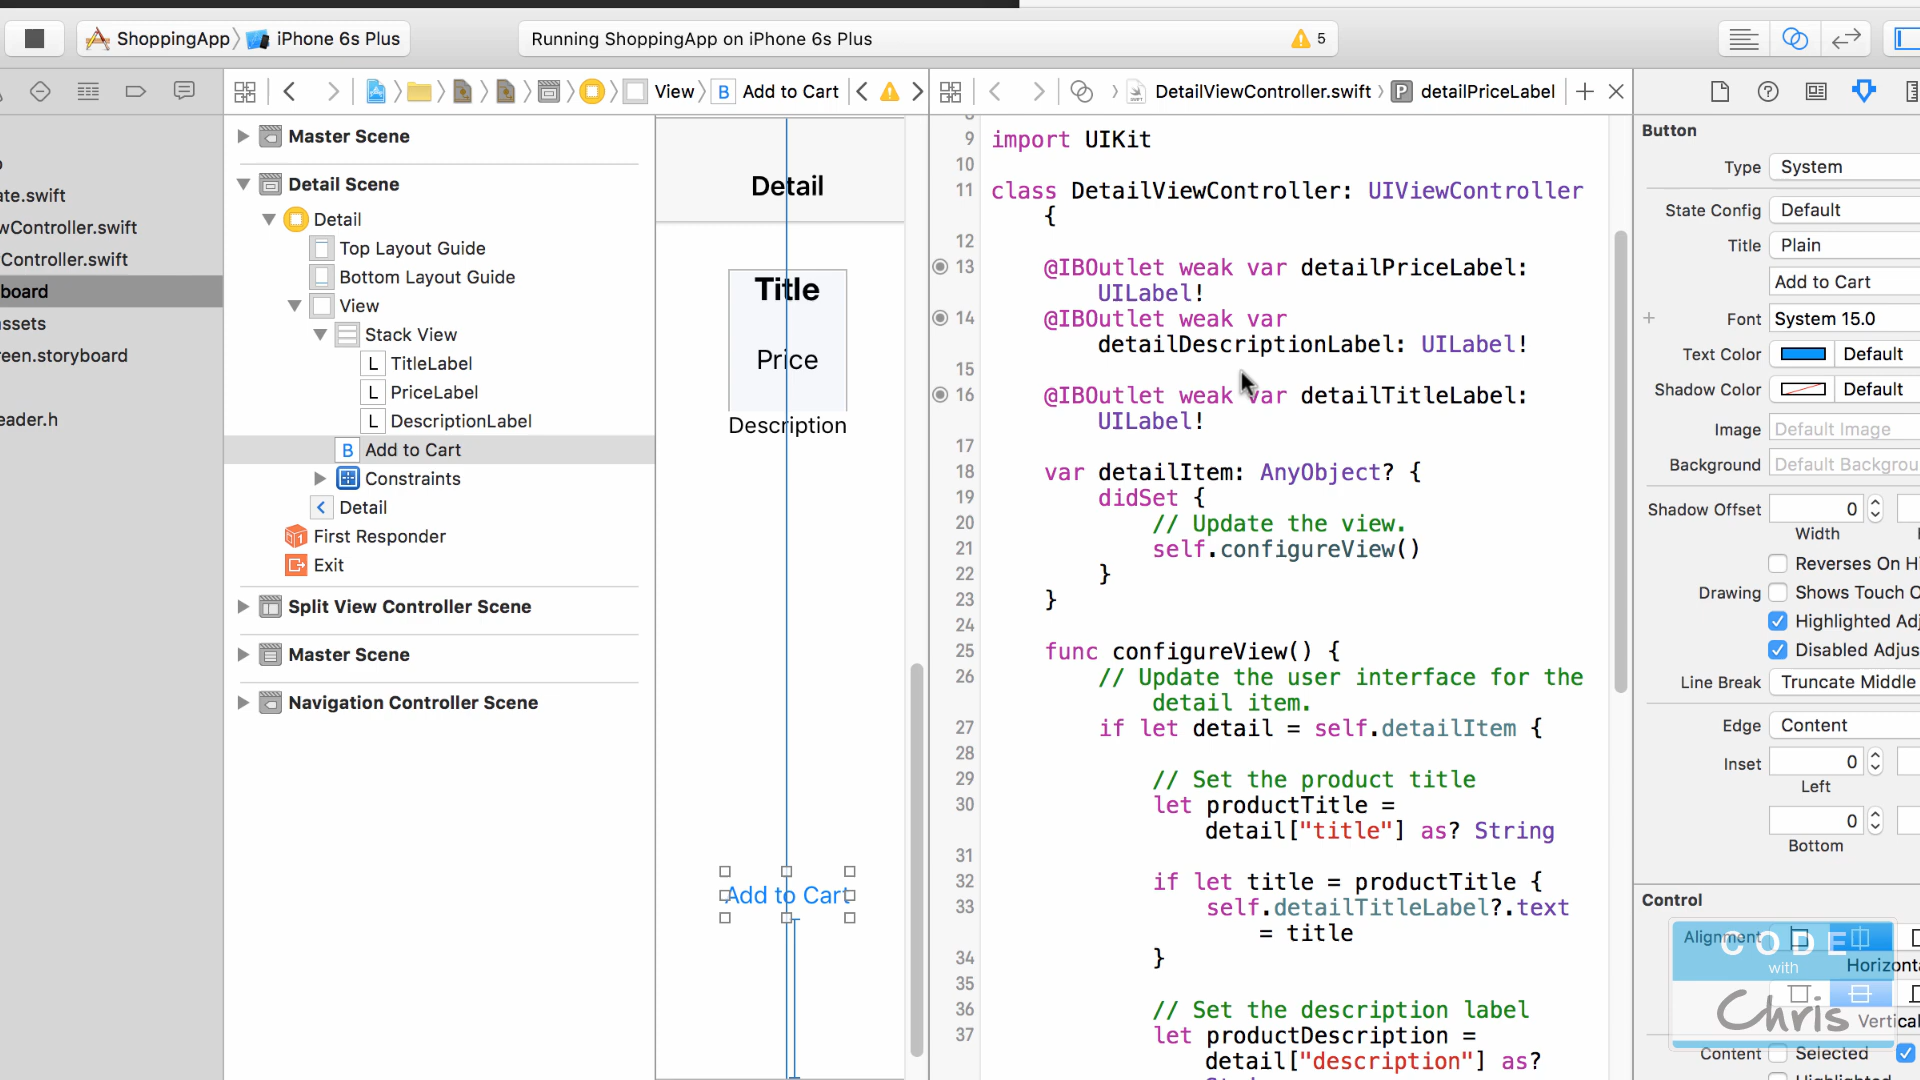 ShoppingApp
iPhone 6s Plus
Running ShoppingApp on iPhone 6s Plus
5
View
B
Add to Cart
DetailViewController.swift
P
detailPriceLabel
ate.swift
wController.swift
Controller.swift
board
ssets
een.storyboard
eader.h
Master Scene
Detail Scene
Detail
Top Layout Guide
Bottom Layout Guide
View
Stack View
L TitleLabel
L PriceLabel
L DescriptionLabel
B Add to Cart
Constraints
Detail
First Responder
Exit
Split View Controller Scene
Master Scene
Navigation Controller Scene
Detail
Title
Price
Description
Add to Cart
9 import UIKit
10
11 class DetailViewController: UIViewController
{
12
13 @IBOutlet weak var detailPriceLabel:
UILabel!
14 @IBOutlet weak var
detailDescriptionLabel: UILabel!
15
16 @IBOutlet weak var detailTitleLabel:
UILabel!
17
18 var detailItem: AnyObject? {
19 didSet {
20 // Update the view.
21 self.configureView()
22 }
23 }
24
25 func configureView() {
26 // Update the user interface for the
detail item.
27 if let detail = self.detailItem {
28
29 // Set the product title
30 let productTitle =
detail["title"] as? String
31
32 if let title = productTitle {
33 self.detailTitleLabel?.text
= title
34 }
35
36 // Set the description label
37 let productDescription =
detail["description"] as?
Button
Type System
State Config Default
Title Plain
Add to Cart
Font System 15.0
Text Color Default
Shadow Color Default
Image Default Image
Background Default Backgrou
Shadow Offset 0
Width
Reverses On Hi
Drawing Shows Touch O
Highlighted Adj
Disabled Adjus
Line Break Truncate Middle
Edge Content
Inset 0
Left
0
Bottom
Control
Alignment
Horizonta
Vertical
Content Selected
CODE
with
Chris